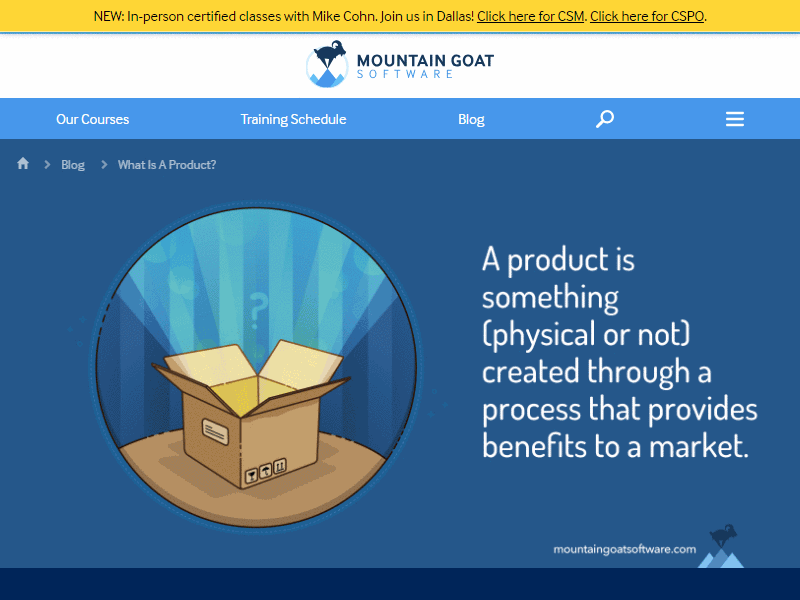 NEW: In-person certified classes with Mike Cohn. Join us in Dallas! Click here for CSM. Click here for CSPO.
MOUNTAIN GOAT
SOFTWARE
Our Courses
Training Schedule
Blog
Blog
What Is A Product?
?
A product is
something
(physical or not)
created through a
process that provides
benefits to a market.
mountaingoatsoftware.com